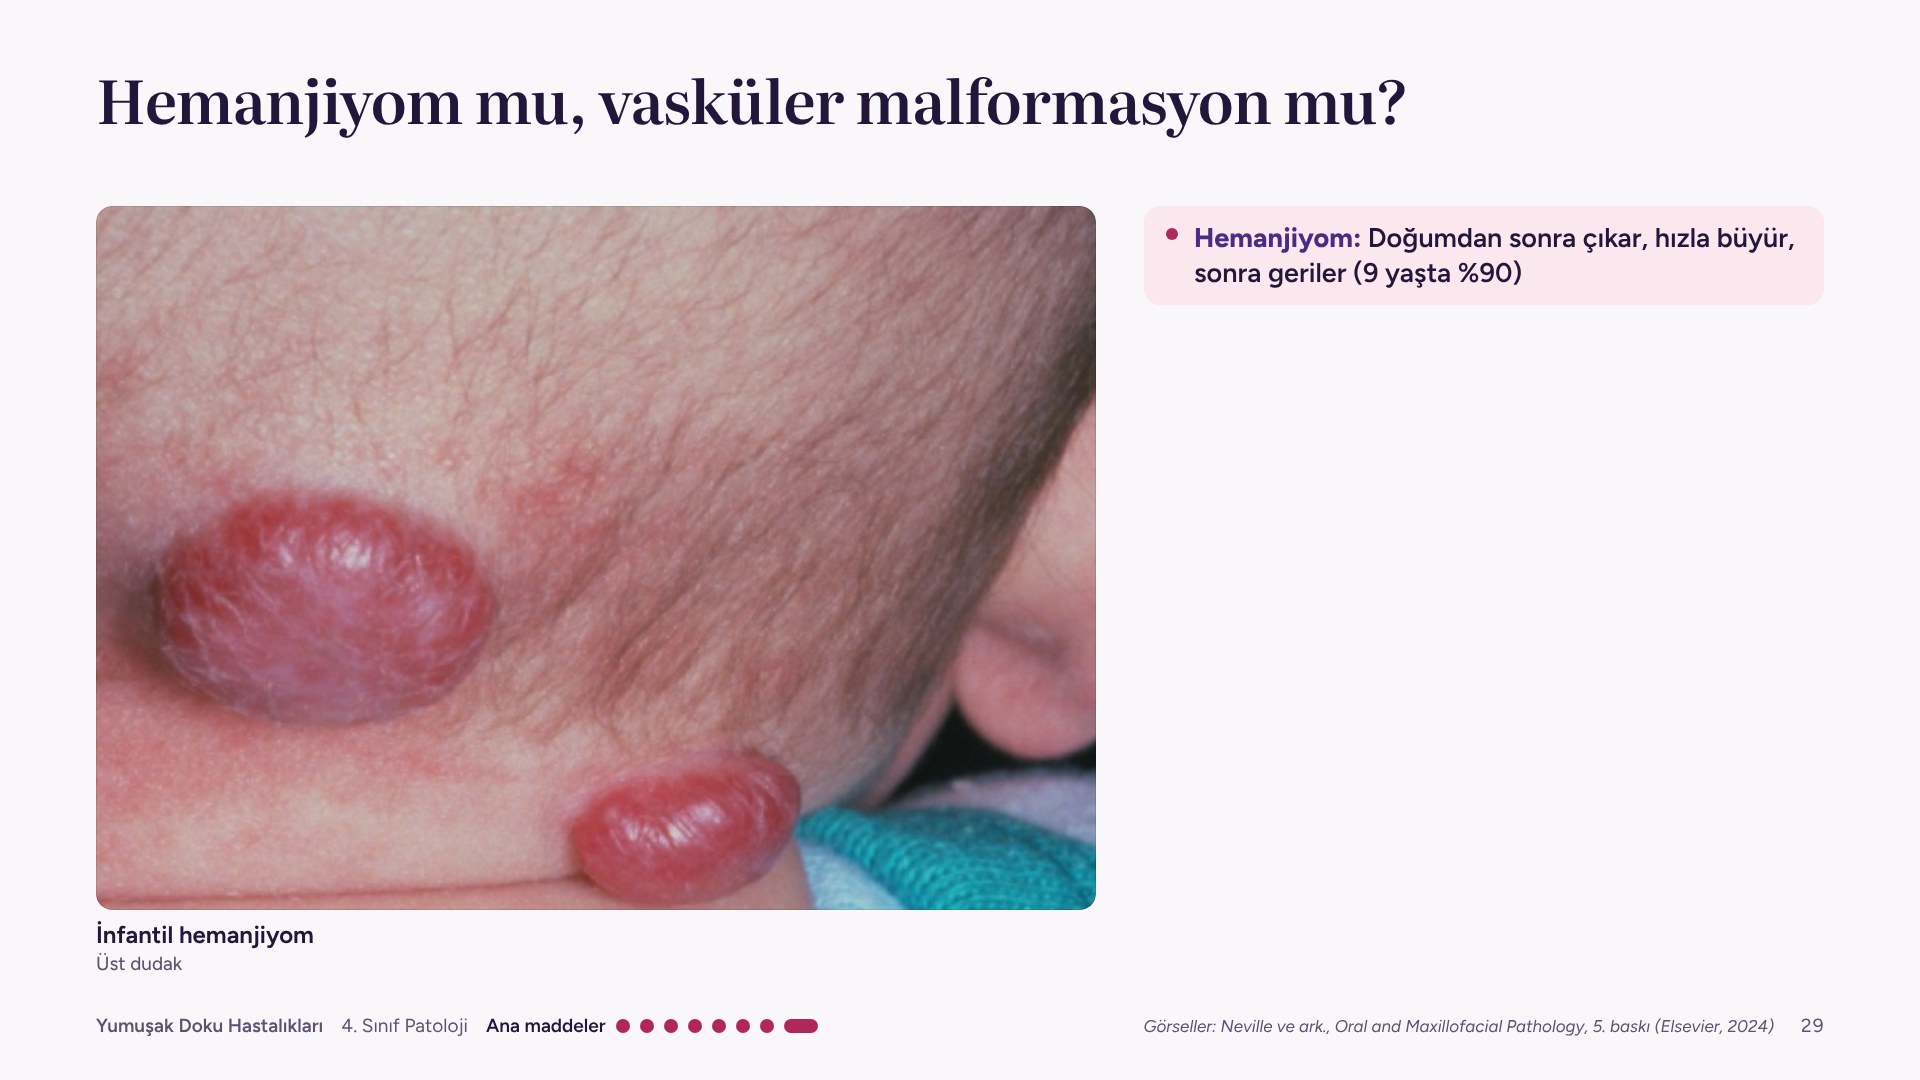 Hemanjiyom mu, vasküler malformasyon mu?
Hemanjiyom: Doğumdan sonra çıkar, hızla büyür,
sonra geriler (9 yaşta %90)
İnfantil hemanjiyom
Üst dudak
Yumuşak Doku Hastalıkları 4. Sınıf Patoloji Ana maddeler
Görseller: Neville ve ark., Oral and Maxillofacial Pathology, 5. baskı (Elsevier, 2024) 29